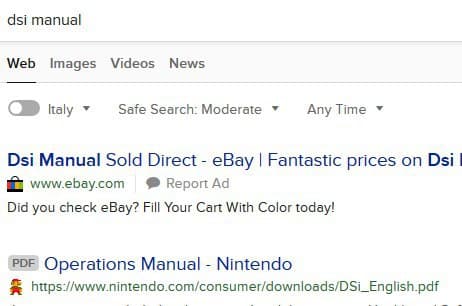 dsi manual
Web Images Videos News
Italy Safe Search: Moderate Any Time
Dsi Manual Sold Direct - eBay | Fantastic prices on Dsi
www.ebay.com Report Ad
Did you check eBay? Fill Your Cart With Color today!
PDF Operations Manual - Nintendo
https://www.nintendo.com/consumer/downloads/DSi_English.pdf